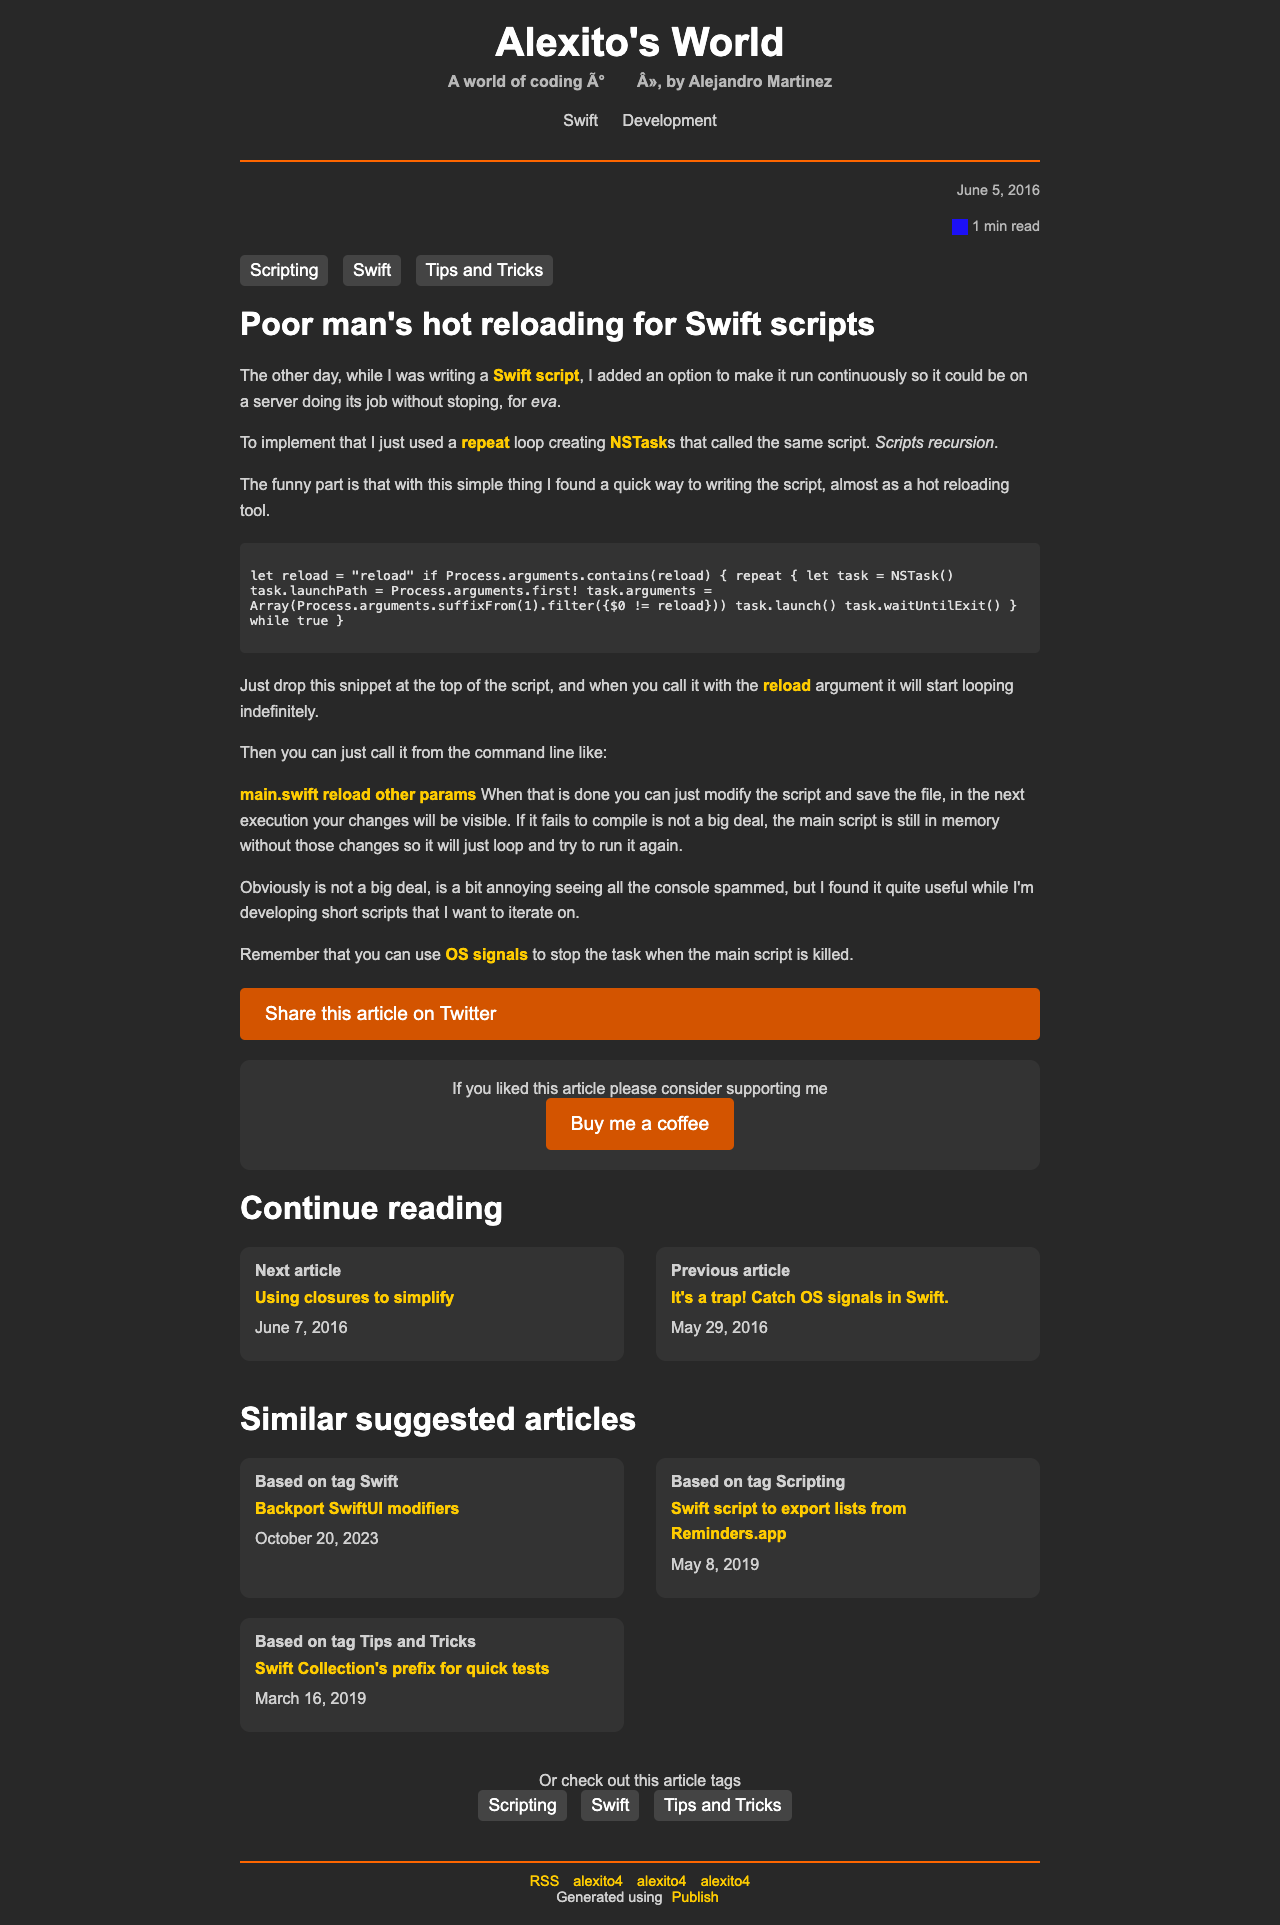 Alexito's World
A world of coding Ã° Â», by Alejandro Martinez
Swift Development
June 5, 2016
1 min read
Scripting Swift Tips and Tricks
Poor man's hot reloading for Swift scripts
The other day, while I was writing a Swift script, I added an option to make it run continuously so it could be on
a server doing its job without stoping, for eva.
To implement that I just used a repeat loop creating NSTasks that called the same script. Scripts recursion.
The funny part is that with this simple thing I found a quick way to writing the script, almost as a hot reloading
tool.
let reload = "reload" if Process.arguments.contains(reload) { repeat { let task = NSTask()
task.launchPath = Process.arguments.first! task.arguments =
Array(Process.arguments.suffixFrom(1).filter({$0 != reload})) task.launch() task.waitUntilExit() }
while true }
Just drop this snippet at the top of the script, and when you call it with the reload argument it will start looping
indefinitely.
Then you can just call it from the command line like:
main.swift reload other params When that is done you can just modify the script and save the file, in the next
execution your changes will be visible. If it fails to compile is not a big deal, the main script is still in memory
without those changes so it will just loop and try to run it again.
Obviously is not a big deal, is a bit annoying seeing all the console spammed, but I found it quite useful while I'm
developing short scripts that I want to iterate on.
Remember that you can use OS signals to stop the task when the main script is killed.
Share this article on Twitter
If you liked this article please consider supporting me
Buy me a coffee
Continue reading
Next article
Using closures to simplify
June 7, 2016
Previous article
It's a trap! Catch OS signals in Swift.
May 29, 2016
Similar suggested articles
Based on tag Swift
Backport SwiftUI modifiers
October 20, 2023
Based on tag Scripting
Swift script to export lists from
Reminders.app
May 8, 2019
Based on tag Tips and Tricks
Swift Collection's prefix for quick tests
March 16, 2019
Or check out this article tags
Scripting Swift Tips and Tricks
RSS alexito4 alexito4 alexito4
Generated using Publish